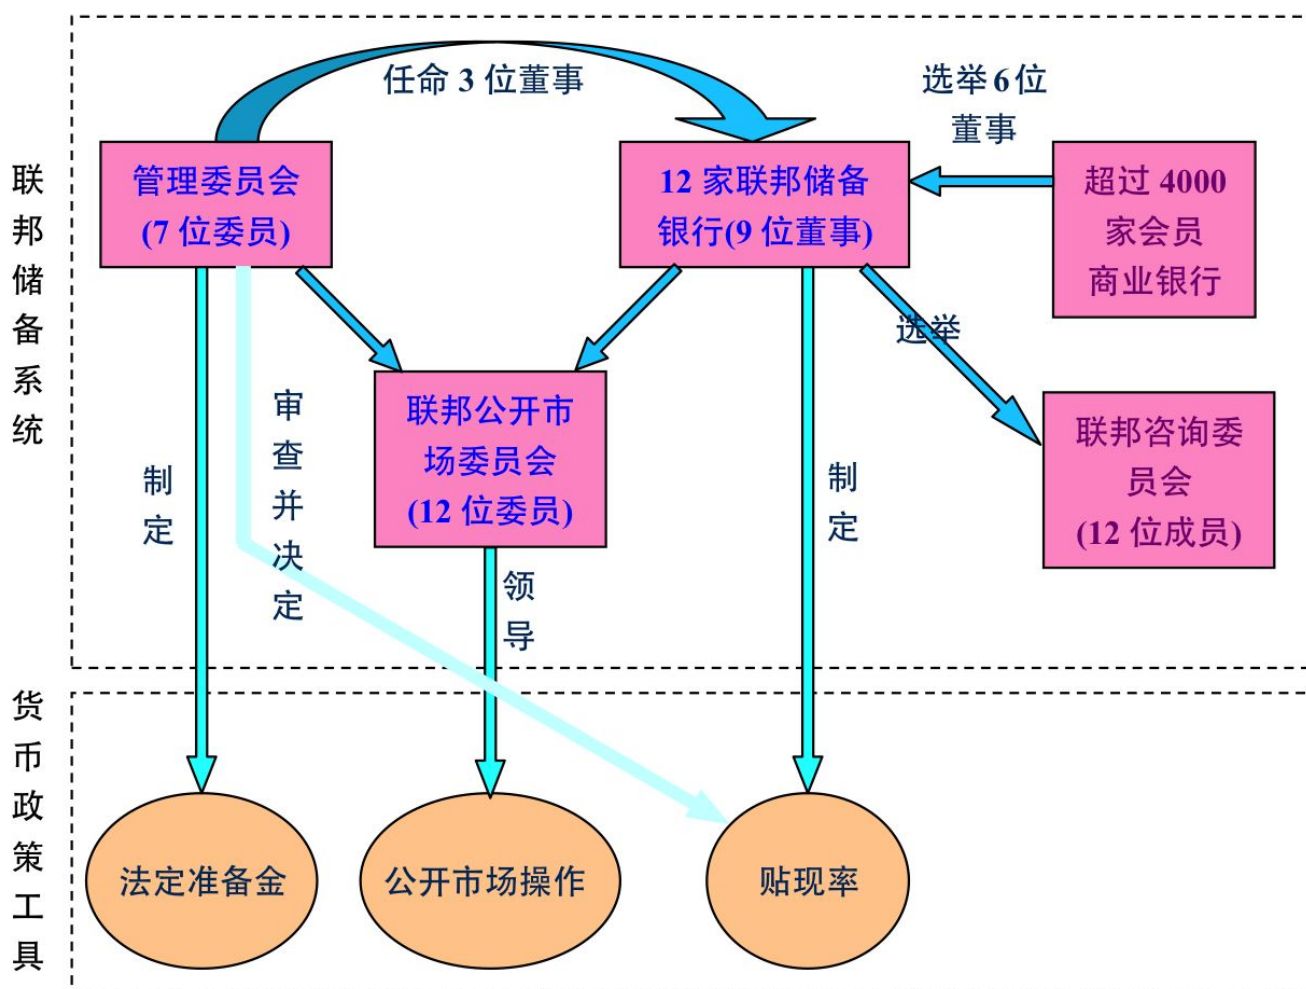 联邦储备系统
任命 3 位董事
选举 6 位
董事
管理委员会
(7 位委员)
12 家联邦储备
银行(9 位董事)
超过 4000
家会员
商业银行
选举
联邦公开市
场委员会
(12 位委员)
联邦咨询委
员会
(12 位成员)
制定
审查并决定
领导
制定
货币政策工具
法定准备金
公开市场操作
贴现率